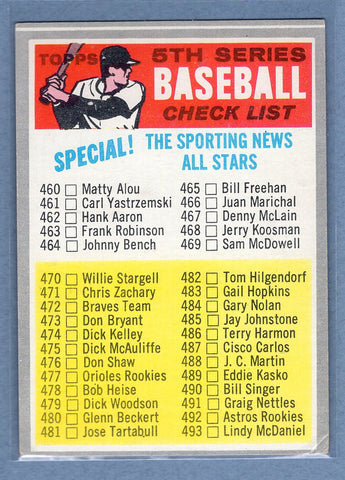 TOPPS 5TH SERIES
BASEBALL
CHECK LIST
SPECIAL! THE SPORTING NEWS
ALL STARS
460 Matty Alou
461 Carl Yastrzemski
462 Hank Aaron
463 Frank Robinson
464 Johnny Bench
465 Bill Freehan
466 Juan Marichal
467 Denny McLain
468 Jerry Koosman
469 Sam McDowell
470 Willie Stargell
471 Chris Zachary
472 Braves Team
473 Don Bryant
474 Dick Kelley
475 Dick McAuliffe
476 Don Shaw
477 Orioles Rookies
478 Bob Heise
479 Dick Woodson
480 Glenn Beckert
481 Jose Tartabull
482 Tom Hilgendorf
483 Gail Hopkins
484 Gary Nolan
485 Jay Johnstone
486 Terry Harmon
487 Cisco Carlos
488 J. C. Martin
489 Eddie Kasko
490 Bill Singer
491 Graig Nettles
492 Astros Rookies
493 Lindy McDaniel